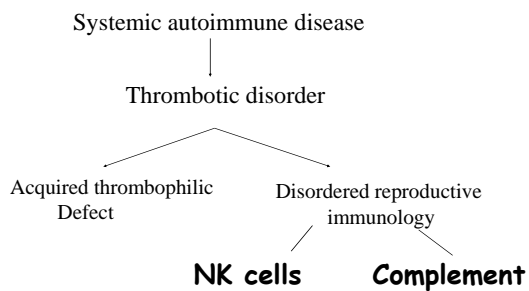 Systemic autoimmune disease
Thrombotic disorder
Acquired thrombophilic
Defect
Disordered reproductive
immunology
NK cells
Complement